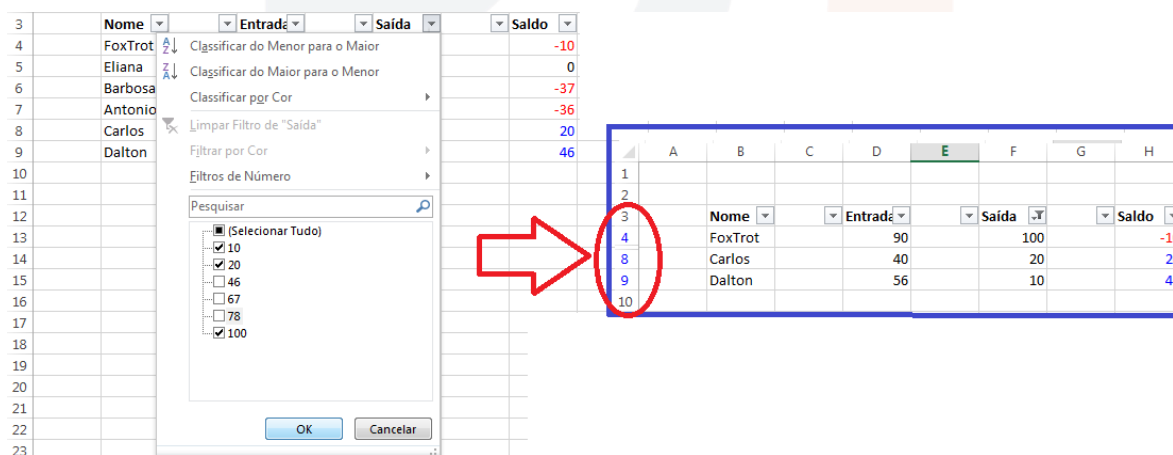 3 Nome Entrada Saída Saldo
4 FoxTrot Classificar do Menor para o Maior -10
5 Eliana Classificar do Maior para o Menor 0
6 Barbosa Classificar por Cor -37
7 Antonio Limpar Filtro de "Saída" -36
8 Carlos Filtrar por Cor 20
9 Dalton Filtros de Número 46
10
11
12 Pesquisar
13 (Selecionar Tudo)
14 10
15 20
16 46
17 67
18 78
19 100
20
21
22 OK Cancelar
23
A B C D E F G H
1
2
3 Nome Entrada Saída Saldo
4 FoxTrot 90 100
8 Carlos 40 20
9 Dalton 56 10
10